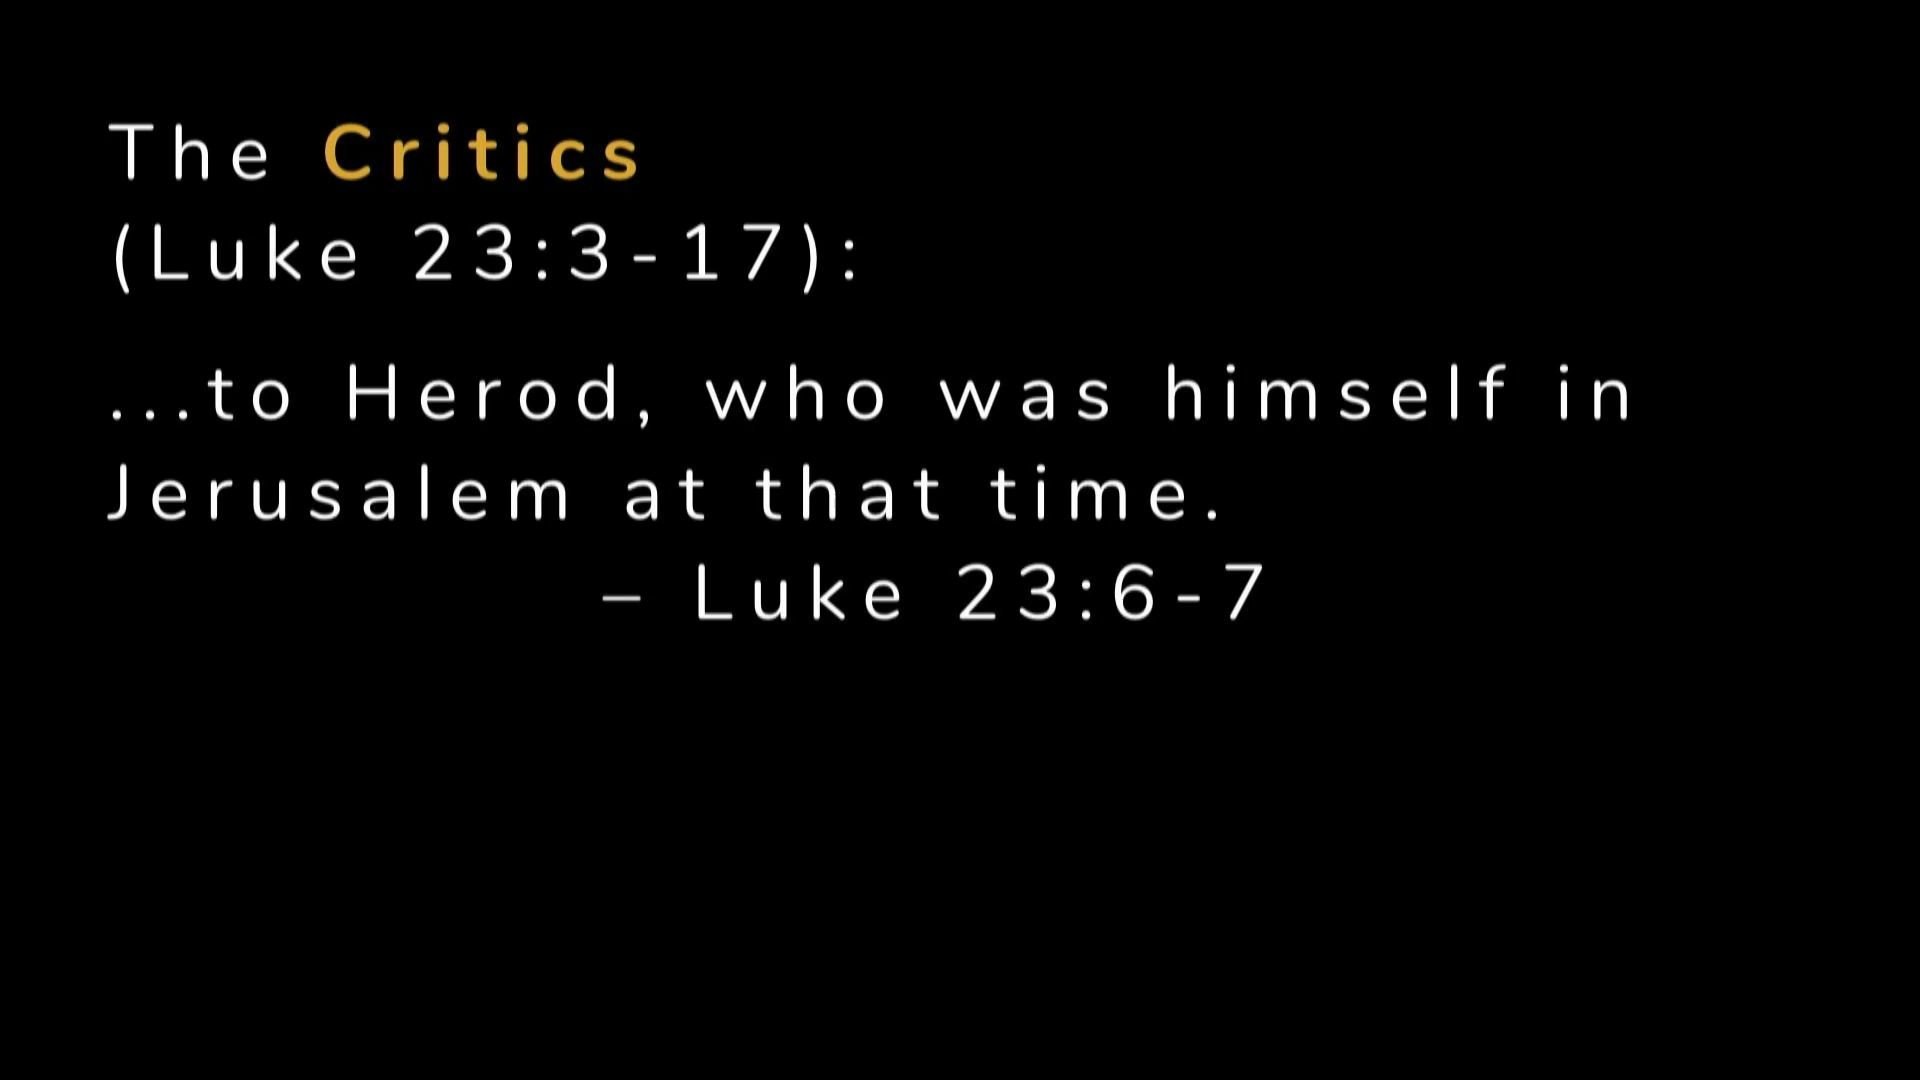 The Critics
(Luke 23:3-17):
...to Herod, who was himself in
Jerusalem at that time.
– Luke 23:6-7